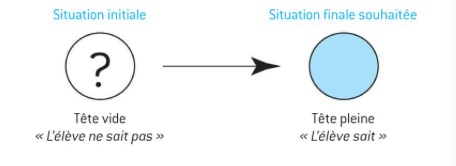 Situation initiale
Situation finale souhaitée
?
Tête vide
« L'élève ne sait pas »
Tête pleine
« L'élève sait »